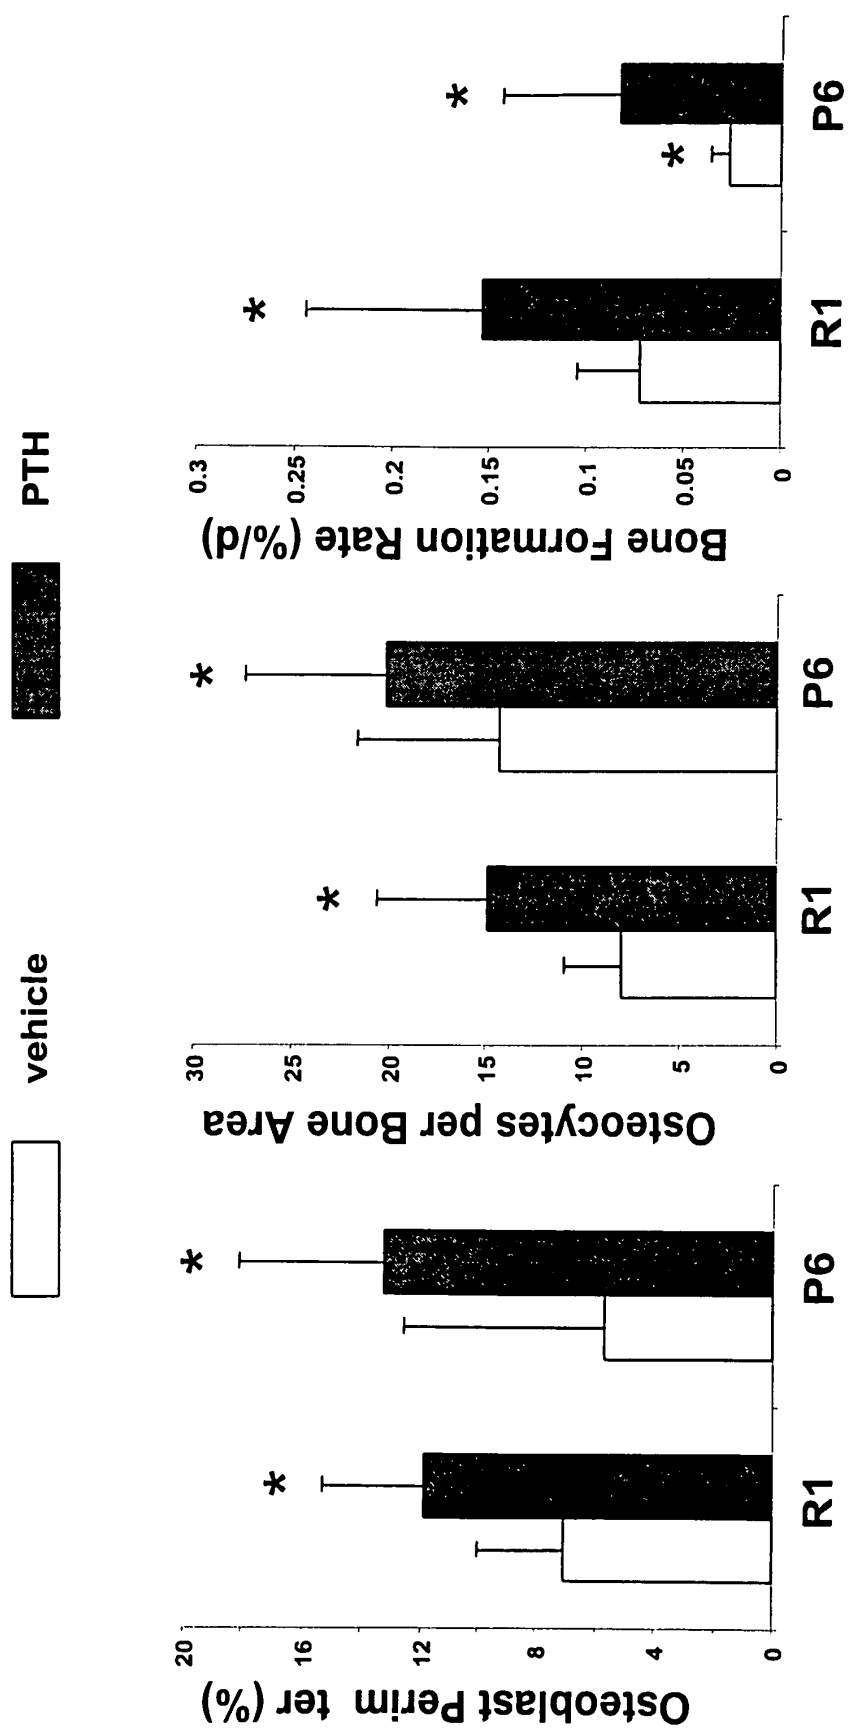 vehicle
PTH
Osteoblast Perim ter (%)
20
16
12
8
4
0
*
*
R1
P6
Osteocytes per Bone Area
30
25
20
15
10
5
0
*
*
R1
P6
Bone Formation Rate (%/d)
0.3
0.25
0.2
0.15
0.1
0.05
0
*
*
*
R1
P6